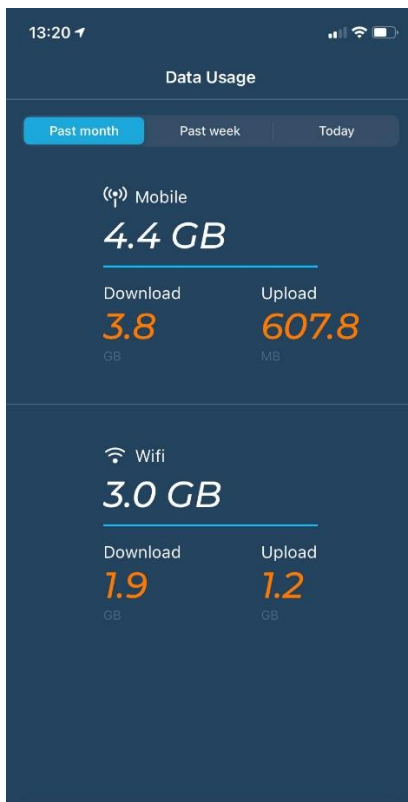 13:20
Data Usage
Past month Past week Today
Mobile
4.4 GB
Download Upload
3.8 607.8
GB MB
Wifi
3.0 GB
Download Upload
1.9 1.2
GB GB